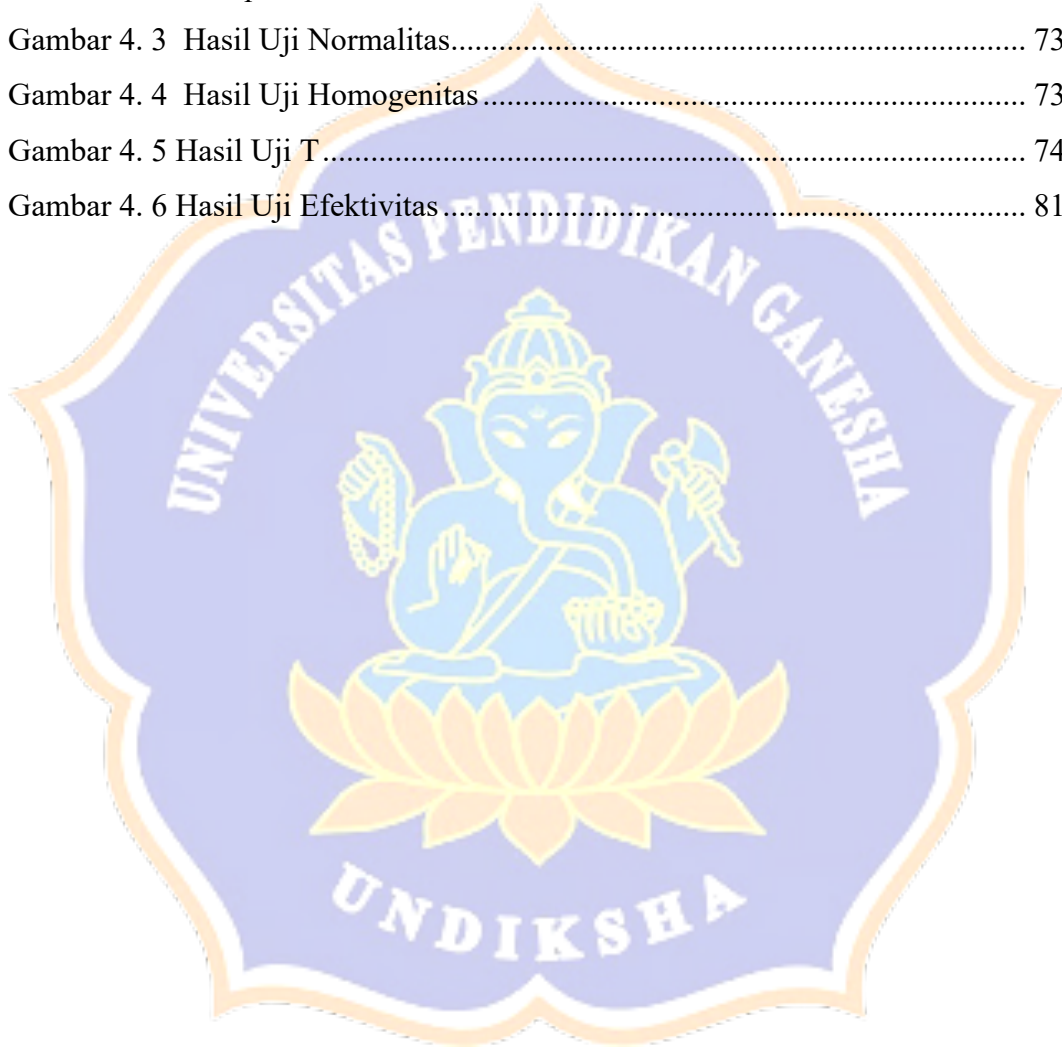 Gambar 4. 3  Hasil Uji Normalitas............................................................................ 73
Gambar 4. 4  Hasil Uji Homogenitas........................................................................ 73
Gambar 4. 5 Hasil Uji T............................................................................................. 74
Gambar 4. 6 Hasil Uji Efektivitas............................................................................. 81
UNIVERSITAS PENDIDIKAN GANESHA
UNDIKSHA